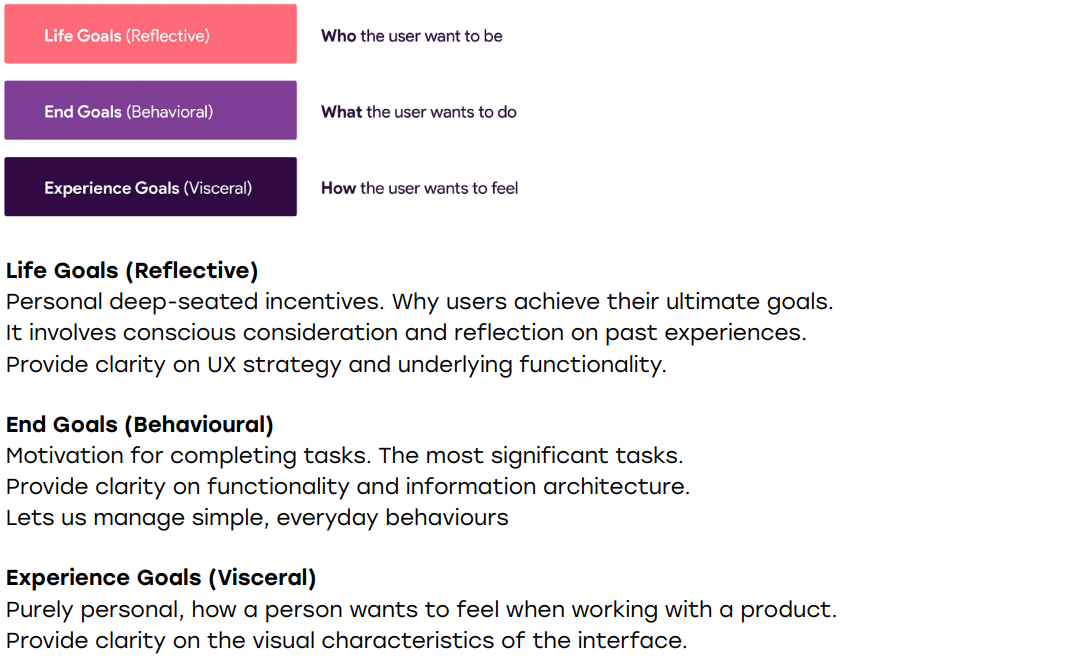 Life Goals (Reflective) Who the user want to be
End Goals (Behavioral) What the user wants to do
Experience Goals (Visceral) How the user wants to feel
Life Goals (Reflective)
Personal deep-seated incentives. Why users achieve their ultimate goals.
It involves conscious consideration and reflection on past experiences.
Provide clarity on UX strategy and underlying functionality.
End Goals (Behavioural)
Motivation for completing tasks. The most significant tasks.
Provide clarity on functionality and information architecture.
Lets us manage simple, everyday behaviours
Experience Goals (Visceral)
Purely personal, how a person wants to feel when working with a product.
Provide clarity on the visual characteristics of the interface.